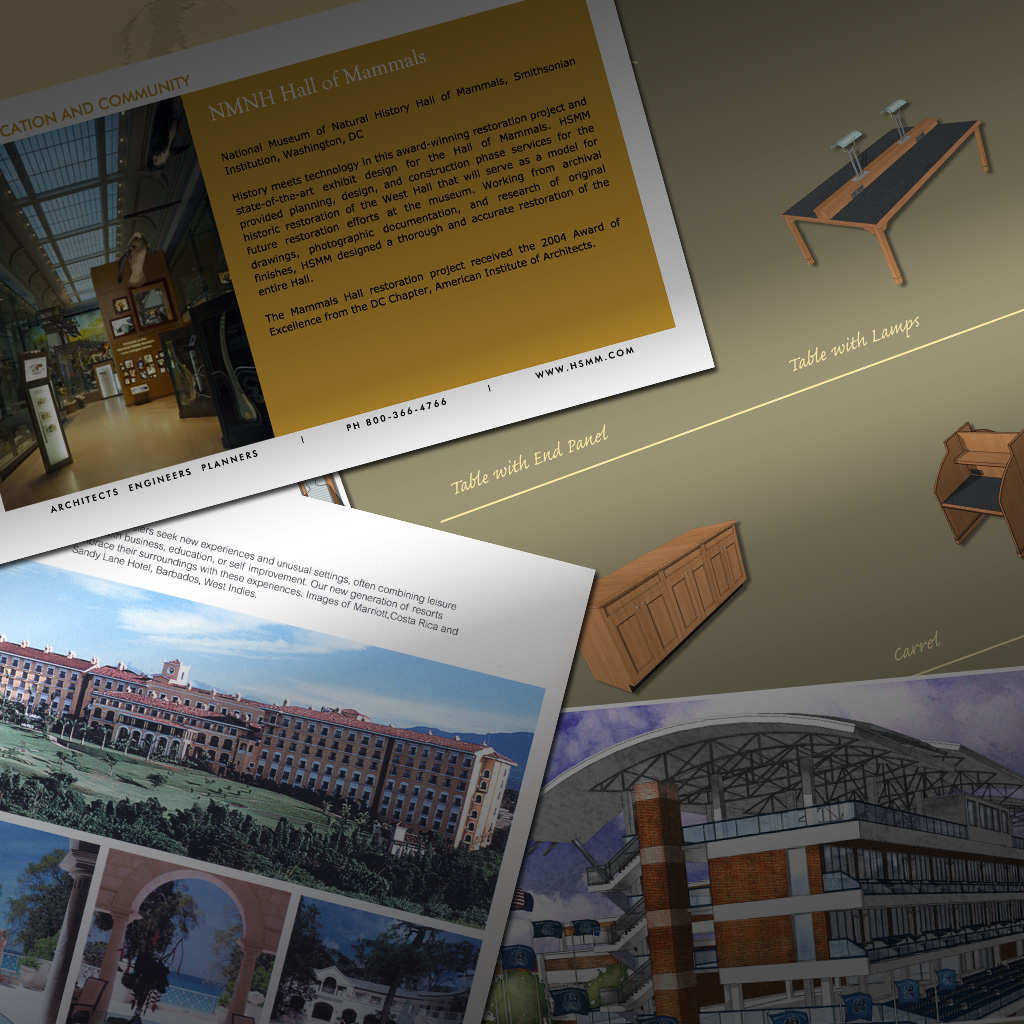 CATION AND COMMUNITY
NMNH Hall of Mammals
National Museum of Natural History Hall of Mammals, Smithsonian
Institution, Washington, DC
History meets technology in this award-winning restoration project and
state-of-the-art exhibit design for the Hall of Mammals. HSMM
provided planning, design, and construction phase services for the
historic restoration of the West Hall that will serve as a model for
future restoration efforts at the museum. Working from archival
drawings, photographic documentation, and research of original
finishes, HSMM designed a thorough and accurate restoration of the
entire Hall.
The Mammals Hall restoration project received the 2004 Award of
Excellence from the DC Chapter, American Institute of Architects.
ARCHITECTS ENGINEERS PLANNERS | PH 800-366-4766 | WWW.HSMM.COM
Table with Lamps
Table with End Panel
Carrel
seek new experiences and unusual settings, often combining leisure
business, education, or self improvement. Our new generation of resorts
their surroundings with these experiences. Images of Marriott,Costa Rica and
Sandy Lane Hotel, Barbados, West Indies.